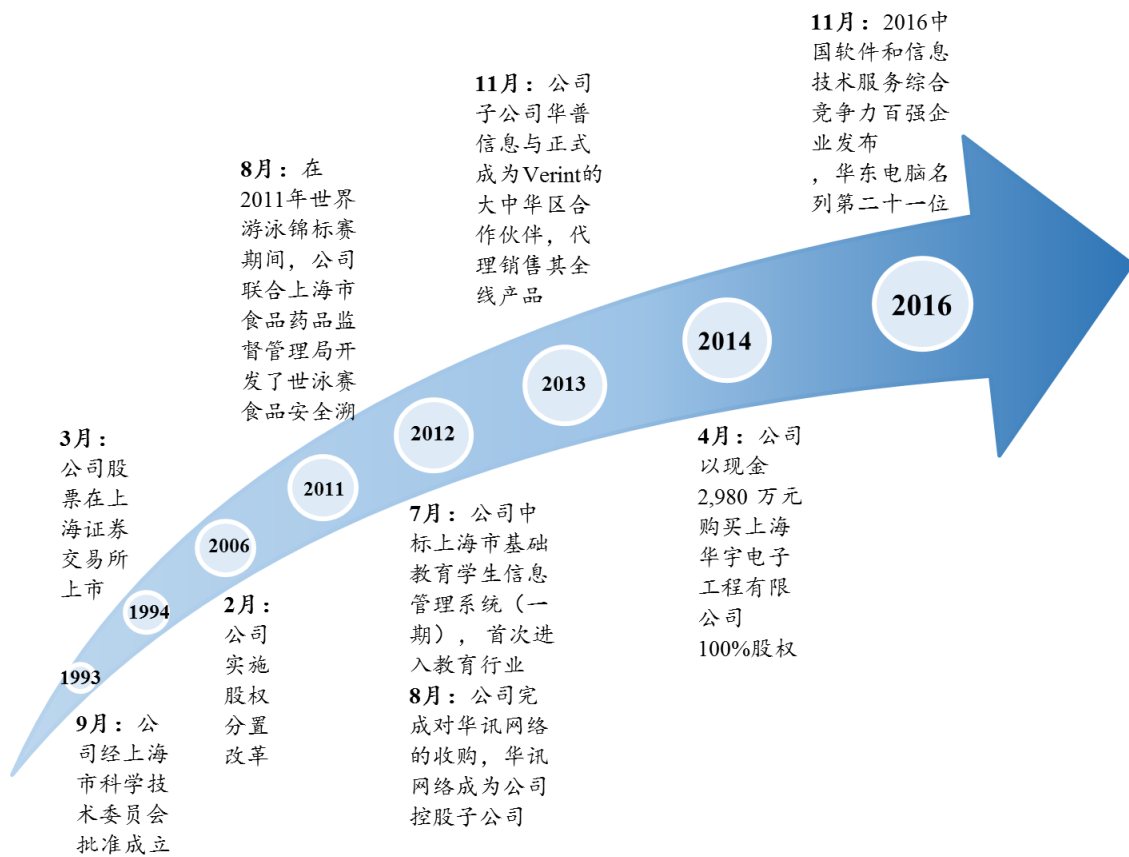 11月：2016中
国软件和信息
技术服务综合
竞争力百强企
业发布
，华东电脑名
列第二十一位
11月：公司
子公司华普
信息与正式
成为Verint的
大中华区合
作伙伴，代
理销售其全
线产品
8月：在
2011年世界
游泳锦标赛
期间，公司
联合上海市
食品药品监
督管理局开
发了世泳赛
食品安全溯
3月：
公司股
票在上
海证券
交易所
上市
1993
1994
2006
2011
2012
2013
2014
2016
9月：公
司经上海
市科学技
术委员会
批准成立
2月：
公司
实施
股权
分置
改革
7月：公司中
标上海市基础
教育学生信息
管理系统（一
期），首次进
入教育行业
8月：公司完
成对华讯网络
的收购，华讯
网络成为公司
控股子公司
4月：公司
以现金
2,980 万元
购买上海
华宇电子
工程有限
公司
100%股权